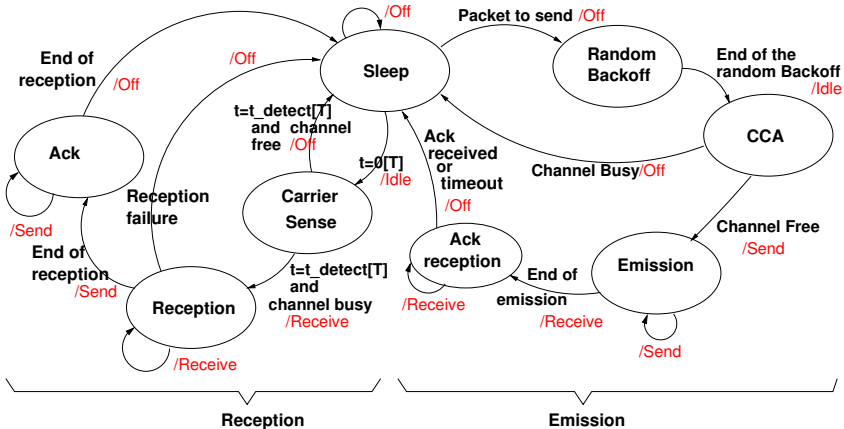 /Off
Packet to send /Off
End of
reception
/Off
/Off
Sleep
Random
Backoff
End of the
random Backoff
/Idle
t=t_detect[T]
and channel
free /Off
Ack
received
or
timeout
/Off
CCA
Ack
t=0[T]
/Idle
Channel Busy/Off
Reception
failure
Carrier
Sense
/Send
Channel Free
/Send
End of
reception
/Send
Ack
reception
Emission
t=t_detect[T]
and
channel busy
/Receive
End of
emission
/Receive
/Receive
Reception
/Receive
/Send
Reception
Emission